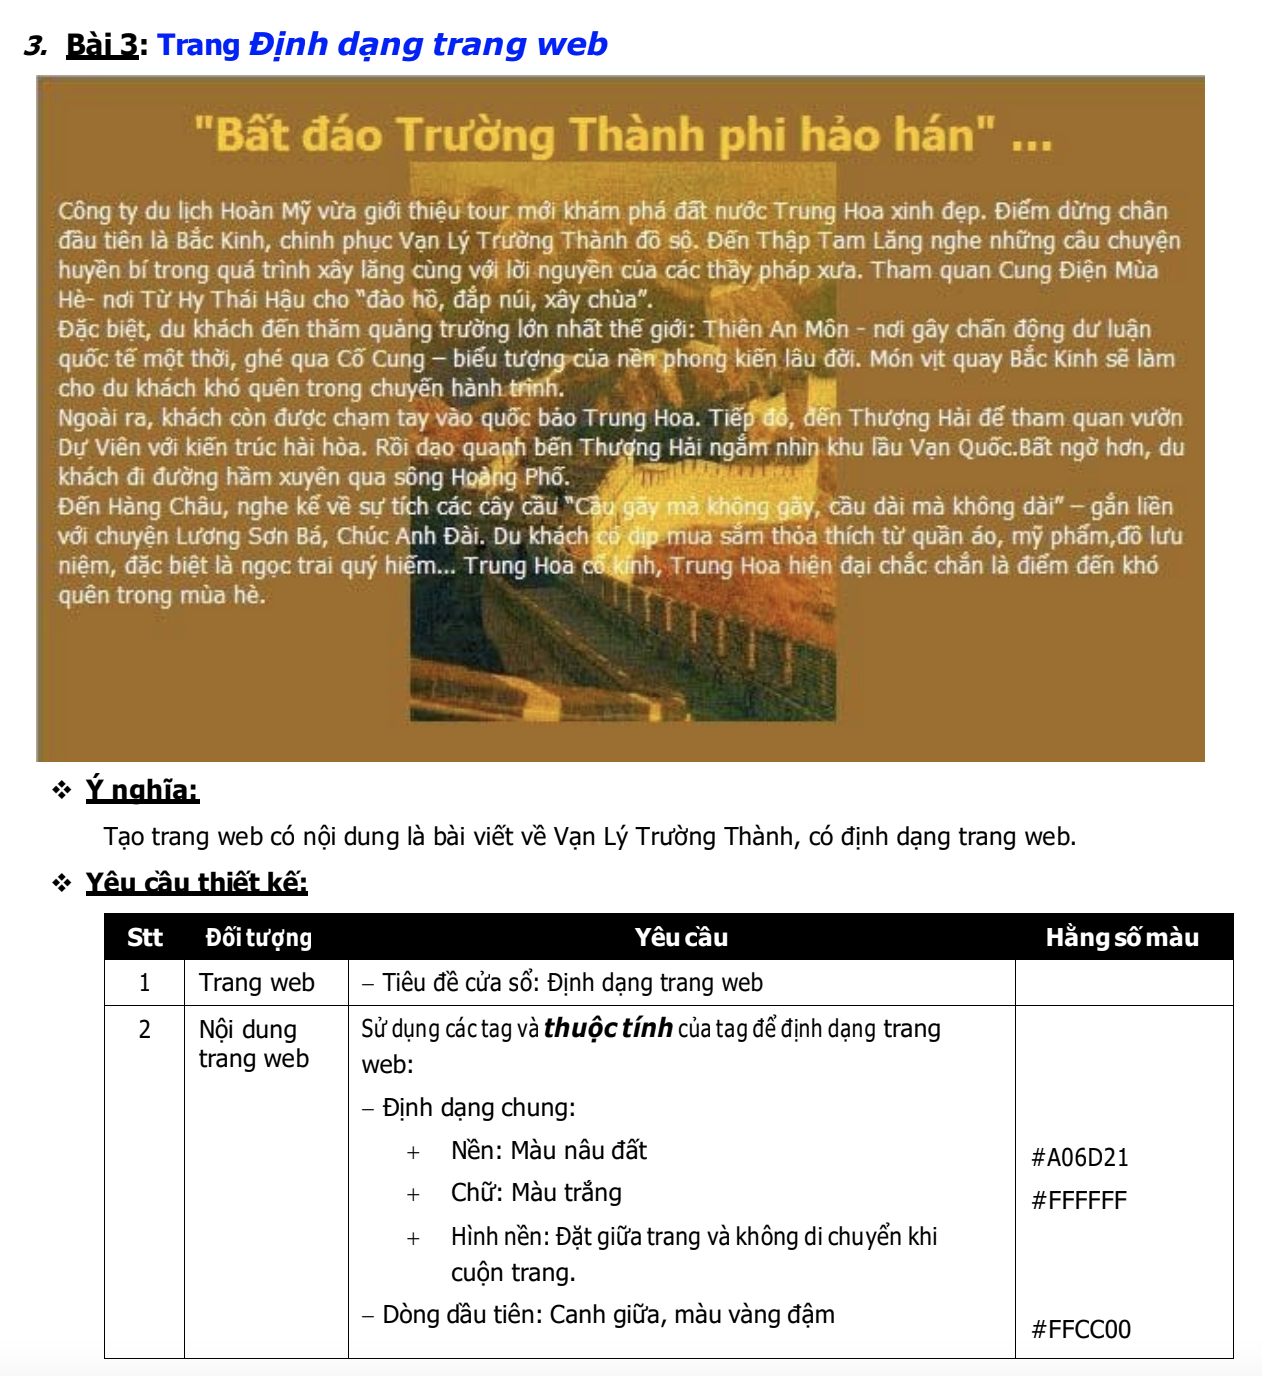 3. Bài 3: Trang Định dạng trang web
"Bất đáo Trường Thành phi hảo hán" ...
Công ty du lịch Hoàn Mỹ vừa giới thiệu tour mới khám phá đất nước Trung Hoa xinh đẹp. Điểm dừng chân
đầu tiên là Bắc Kinh, chinh phục Vạn Lý Trường Thành đồ sộ. Đến Thập Tam Lăng nghe những câu chuyện
huyền bí trong quá trình xây lăng cùng với lời nguyền của các thầy pháp xưa. Tham quan Cung Điện Mùa
Hè- nơi Từ Hy Thái Hậu cho "đào hồ, đắp núi, xây chùa".
Đặc biệt, du khách đến thăm quảng trường lớn nhất thế giới: Thiên An Môn - nơi gây chấn động dư luận
quốc tế một thời, ghé qua Cố Cung – biểu tượng của nền phong kiến lâu đời. Món vịt quay Bắc Kinh sẽ làm
cho du khách khó quên trong chuyến hành trình.
Ngoài ra, khách còn được chạm tay vào quốc bảo Trung Hoa. Tiếp đó, đến Thượng Hải để tham quan vườn
Dự Viên với kiến trúc hài hòa. Rồi dạo quanh bến Thượng Hải ngắm nhìn khu lầu Vạn Quốc.Bất ngờ hơn, du
khách đi đường hầm xuyên qua sông Hoàng Phố.
Đến Hàng Châu, nghe kể về sự tích các cây cầu "Cầu gãy mà không gãy, cầu dài mà không dài" – gắn liền
với chuyện Lương Sơn Bá, Chúc Anh Đài. Du khách có dịp mua sắm thỏa thích từ quần áo, mỹ phẩm,đồ lưu
niệm, đặc biệt là ngọc trai quý hiếm... Trung Hoa cổ kính, Trung Hoa hiện đại chắc chắn là điểm đến khó
quên trong mùa hè.
❖ Ý nghĩa:
Tạo trang web có nội dung là bài viết về Vạn Lý Trường Thành, có định dạng trang web.
❖ Yêu cầu thiết kế:
Stt Đối tượng Yêu cầu Hằng số màu
1 Trang web – Tiêu đề cửa sổ: Định dạng trang web
2 Nội dung trang web Sử dụng các tag và thuộc tính của tag để định dạng trang
web:
– Định dạng chung:
+ Nền: Màu nâu đất #A06D21
+ Chữ: Màu trắng #FFFFFF
+ Hình nền: Đặt giữa trang và không di chuyển khi
cuộn trang.
– Dòng dầu tiên: Canh giữa, màu vàng đậm #FFCC00